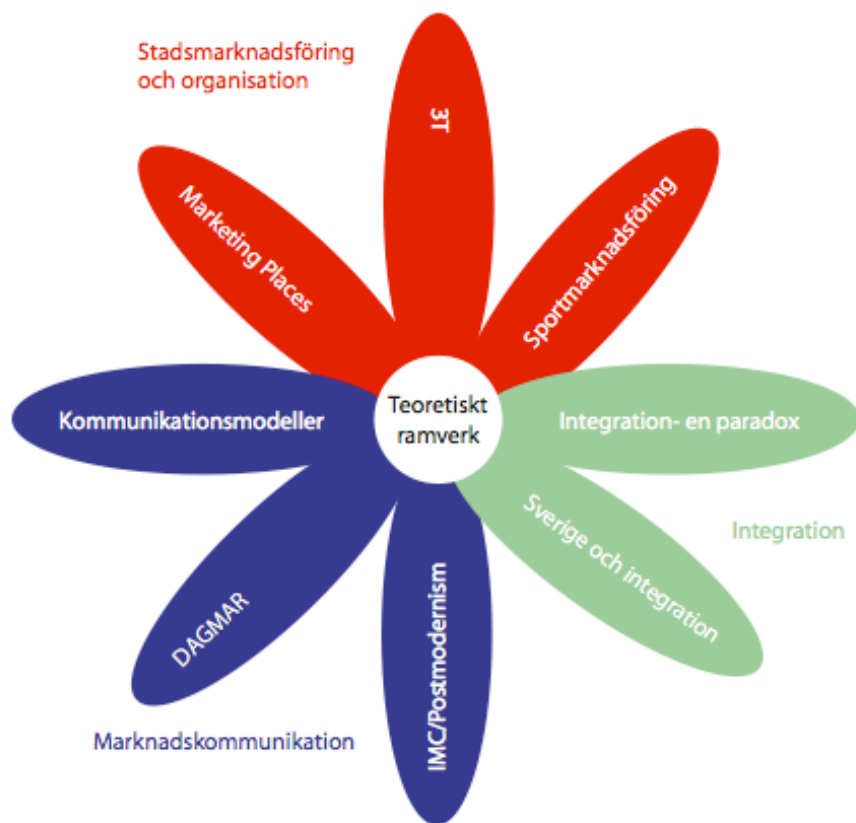 Stadsmarknadsföring
och organisation
3T
Marketing Places
Sportmarknadsföring
Kommunikationsmodeller
Teoretiskt
ramverk
Integration- en paradox
Sverige och integration
Integration
DAGMAR
IMC/Postmodernism
Marknadskommunikation